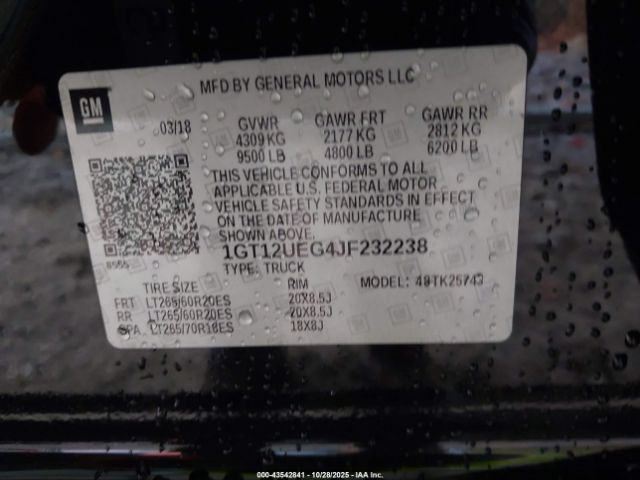 MFD BY GENERAL MOTORS LLC
GM
03/18 GVWR GAWR FRT GAWR RR
4309 KG 2177 KG 2812 KG
9500 LB 4800 LB 6200 LB
THIS VEHICLE CONFORMS TO ALL
APPLICABLE U.S. FEDERAL MOTOR
VEHICLE SAFETY STANDARDS IN EFFECT
ON THE DATE OF MANUFACTURE
SHOWN ABOVE.
8555
1GT12UEG4JF232238
TYPE: TRUCK
TIRE SIZE RIM MODEL: 48TK25743
FRT LT265/60R20ES 20X8.5J
RR LT265/60R20ES 20X8.5J
SPA LT265/70R18ES 18X8J
000-43542841 - 10/28/2025 - IAA Inc.